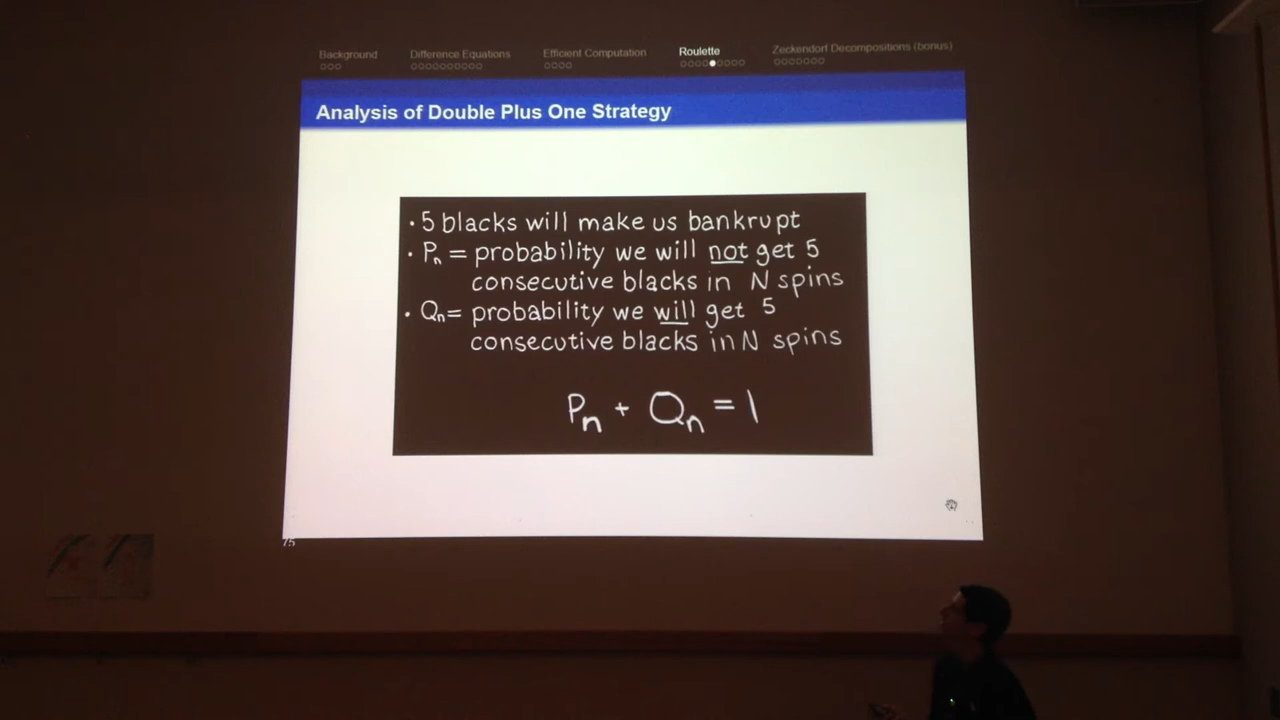 Background Difference Equations Efficient Computation Roulette Zeckendorf Decompositions (bonus)
Analysis of Double Plus One Strategy
· 5 blacks will make us bankrupt
· Pn = probability we will not get 5
consecutive blacks in N spins
· Qn = probability we will get 5
consecutive blacks in N spins
Pn + Qn = 1
75